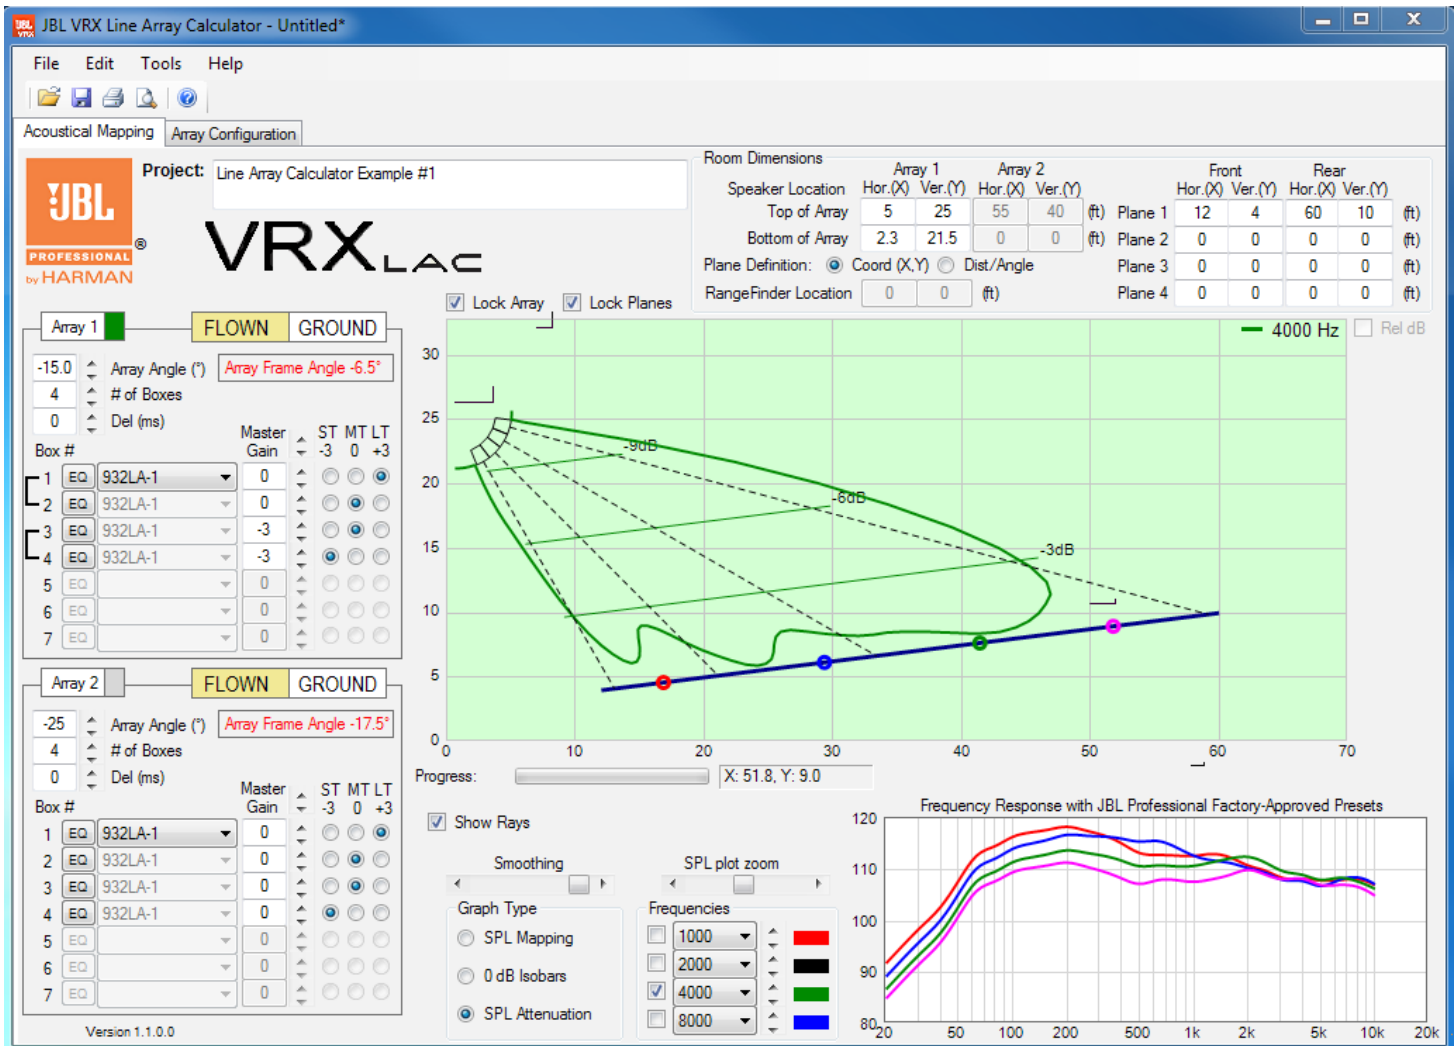 JBL VRX Line Array Calculator - Untitled*
File Edit Tools Help
Acoustical Mapping Array Configuration
JBL
PROFESSIONAL
by HARMAN
®
Project: Line Array Calculator Example #1
VRX LAC
Room Dimensions
Array 1 Array 2 Front Rear
Speaker Location Hor.(X) Ver.(Y) Hor.(X) Ver.(Y) Hor.(X) Ver.(Y) Hor.(X) Ver.(Y)
Top of Array 5 25 55 40 (ft) Plane 1 12 4 60 10 (ft)
Bottom of Array 2.3 21.5 0 0 (ft) Plane 2 0 0 0 0 (ft)
Plane Definition: Coord (X,Y) Dist/Angle Plane 3 0 0 0 0 (ft)
RangeFinder Location 0 0 (ft) Plane 4 0 0 0 0 (ft)
Lock Array Lock Planes
Array 1 FLOWN GROUND
-15.0 Array Angle (°) Array Frame Angle -6.5°
4 # of Boxes
0 Del (ms)
Master ST MT LT
Box # Gain -3 0 +3
1 EQ 932LA-1 0
2 EQ 932LA-1 0
3 EQ 932LA-1 -3
4 EQ 932LA-1 -3
5 EQ 0
6 EQ 0
7 EQ 0
Array 2 FLOWN GROUND
-25 Array Angle (°) Array Frame Angle -17.5°
4 # of Boxes
0 Del (ms)
Master ST MT LT
Box # Gain -3 0 +3
1 EQ 932LA-1 0
2 EQ 932LA-1 0
3 EQ 932LA-1 0
4 EQ 932LA-1 0
5 EQ 0
6 EQ 0
7 EQ 0
Version 1.1.0.0
4000 Hz Rel dB
30
25
20
15
10
5
0
-9dB
-6dB
-3dB
0 10 20 30 40 50 60 70
Progress: X: 51.8, Y: 9.0
Show Rays
Smoothing SPL plot zoom
Graph Type
SPL Mapping
0 dB Isobars
SPL Attenuation
Frequencies
1000
2000
4000
8000
Frequency Response with JBL Professional Factory-Approved Presets
120
110
100
90
80
20 50 100 200 500 1k 2k 5k 10k 20k